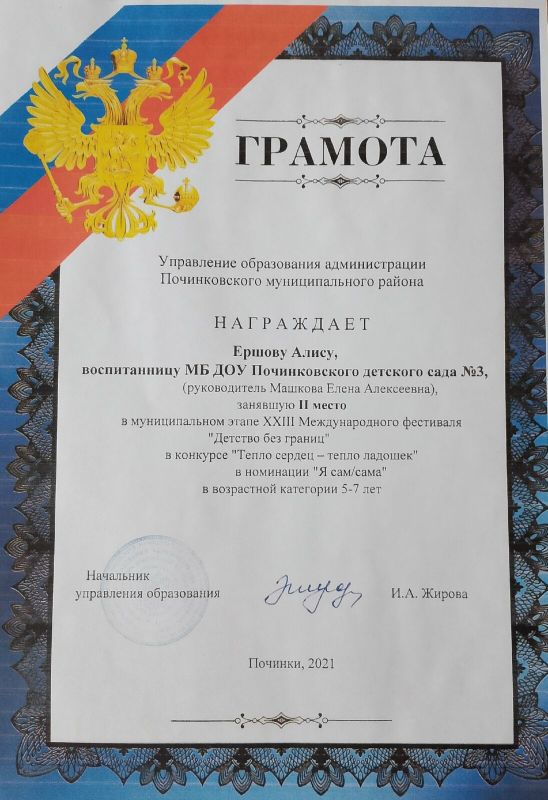 ГРАМОТА
Управление образования администрации
Починковского муниципального района
НАГРАЖДАЕТ
Ершову Алису,
воспитанницу МБ ДОУ Починковского детского сада №3,
(руководитель Машкова Елена Алексеевна),
занявшую II место
в муниципальном этапе XXIII Международного фестиваля
"Детство без границ"
в конкурсе "Тепло сердец – тепло ладошек"
в номинации "Я сам/сама"
в возрастной категории 5-7 лет
Начальник
управления образования И.А. Жирова
Починки, 2021